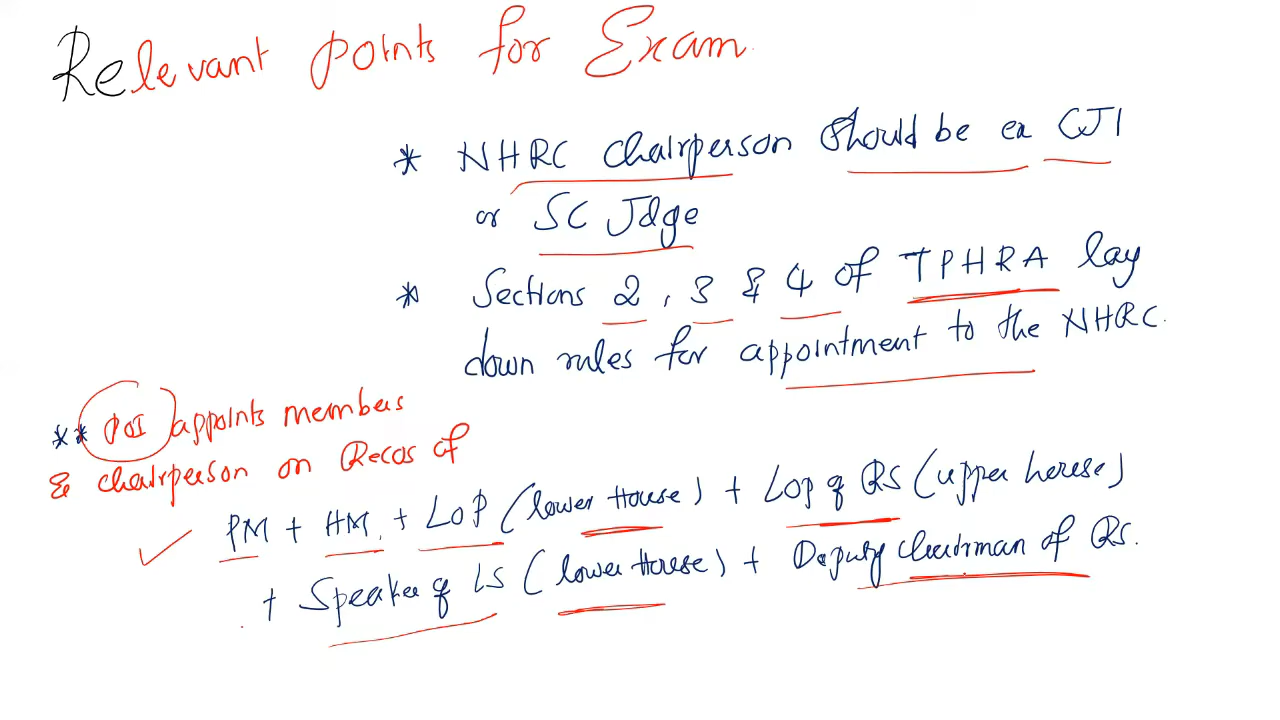 Relevant points for Exam
* NHRC chairperson should be ex CJI
or SC Jdge
* Sections 2, 3 & 4 of TPHRA lay
down rules for appointment to the NHRC.
** POI appoints members
& chairperson on Recos of
PM + HM + LOP (lower House) + LOP of RS (upper house)
+ Speaker of LS (lower House) + Deputy chairman of RS.